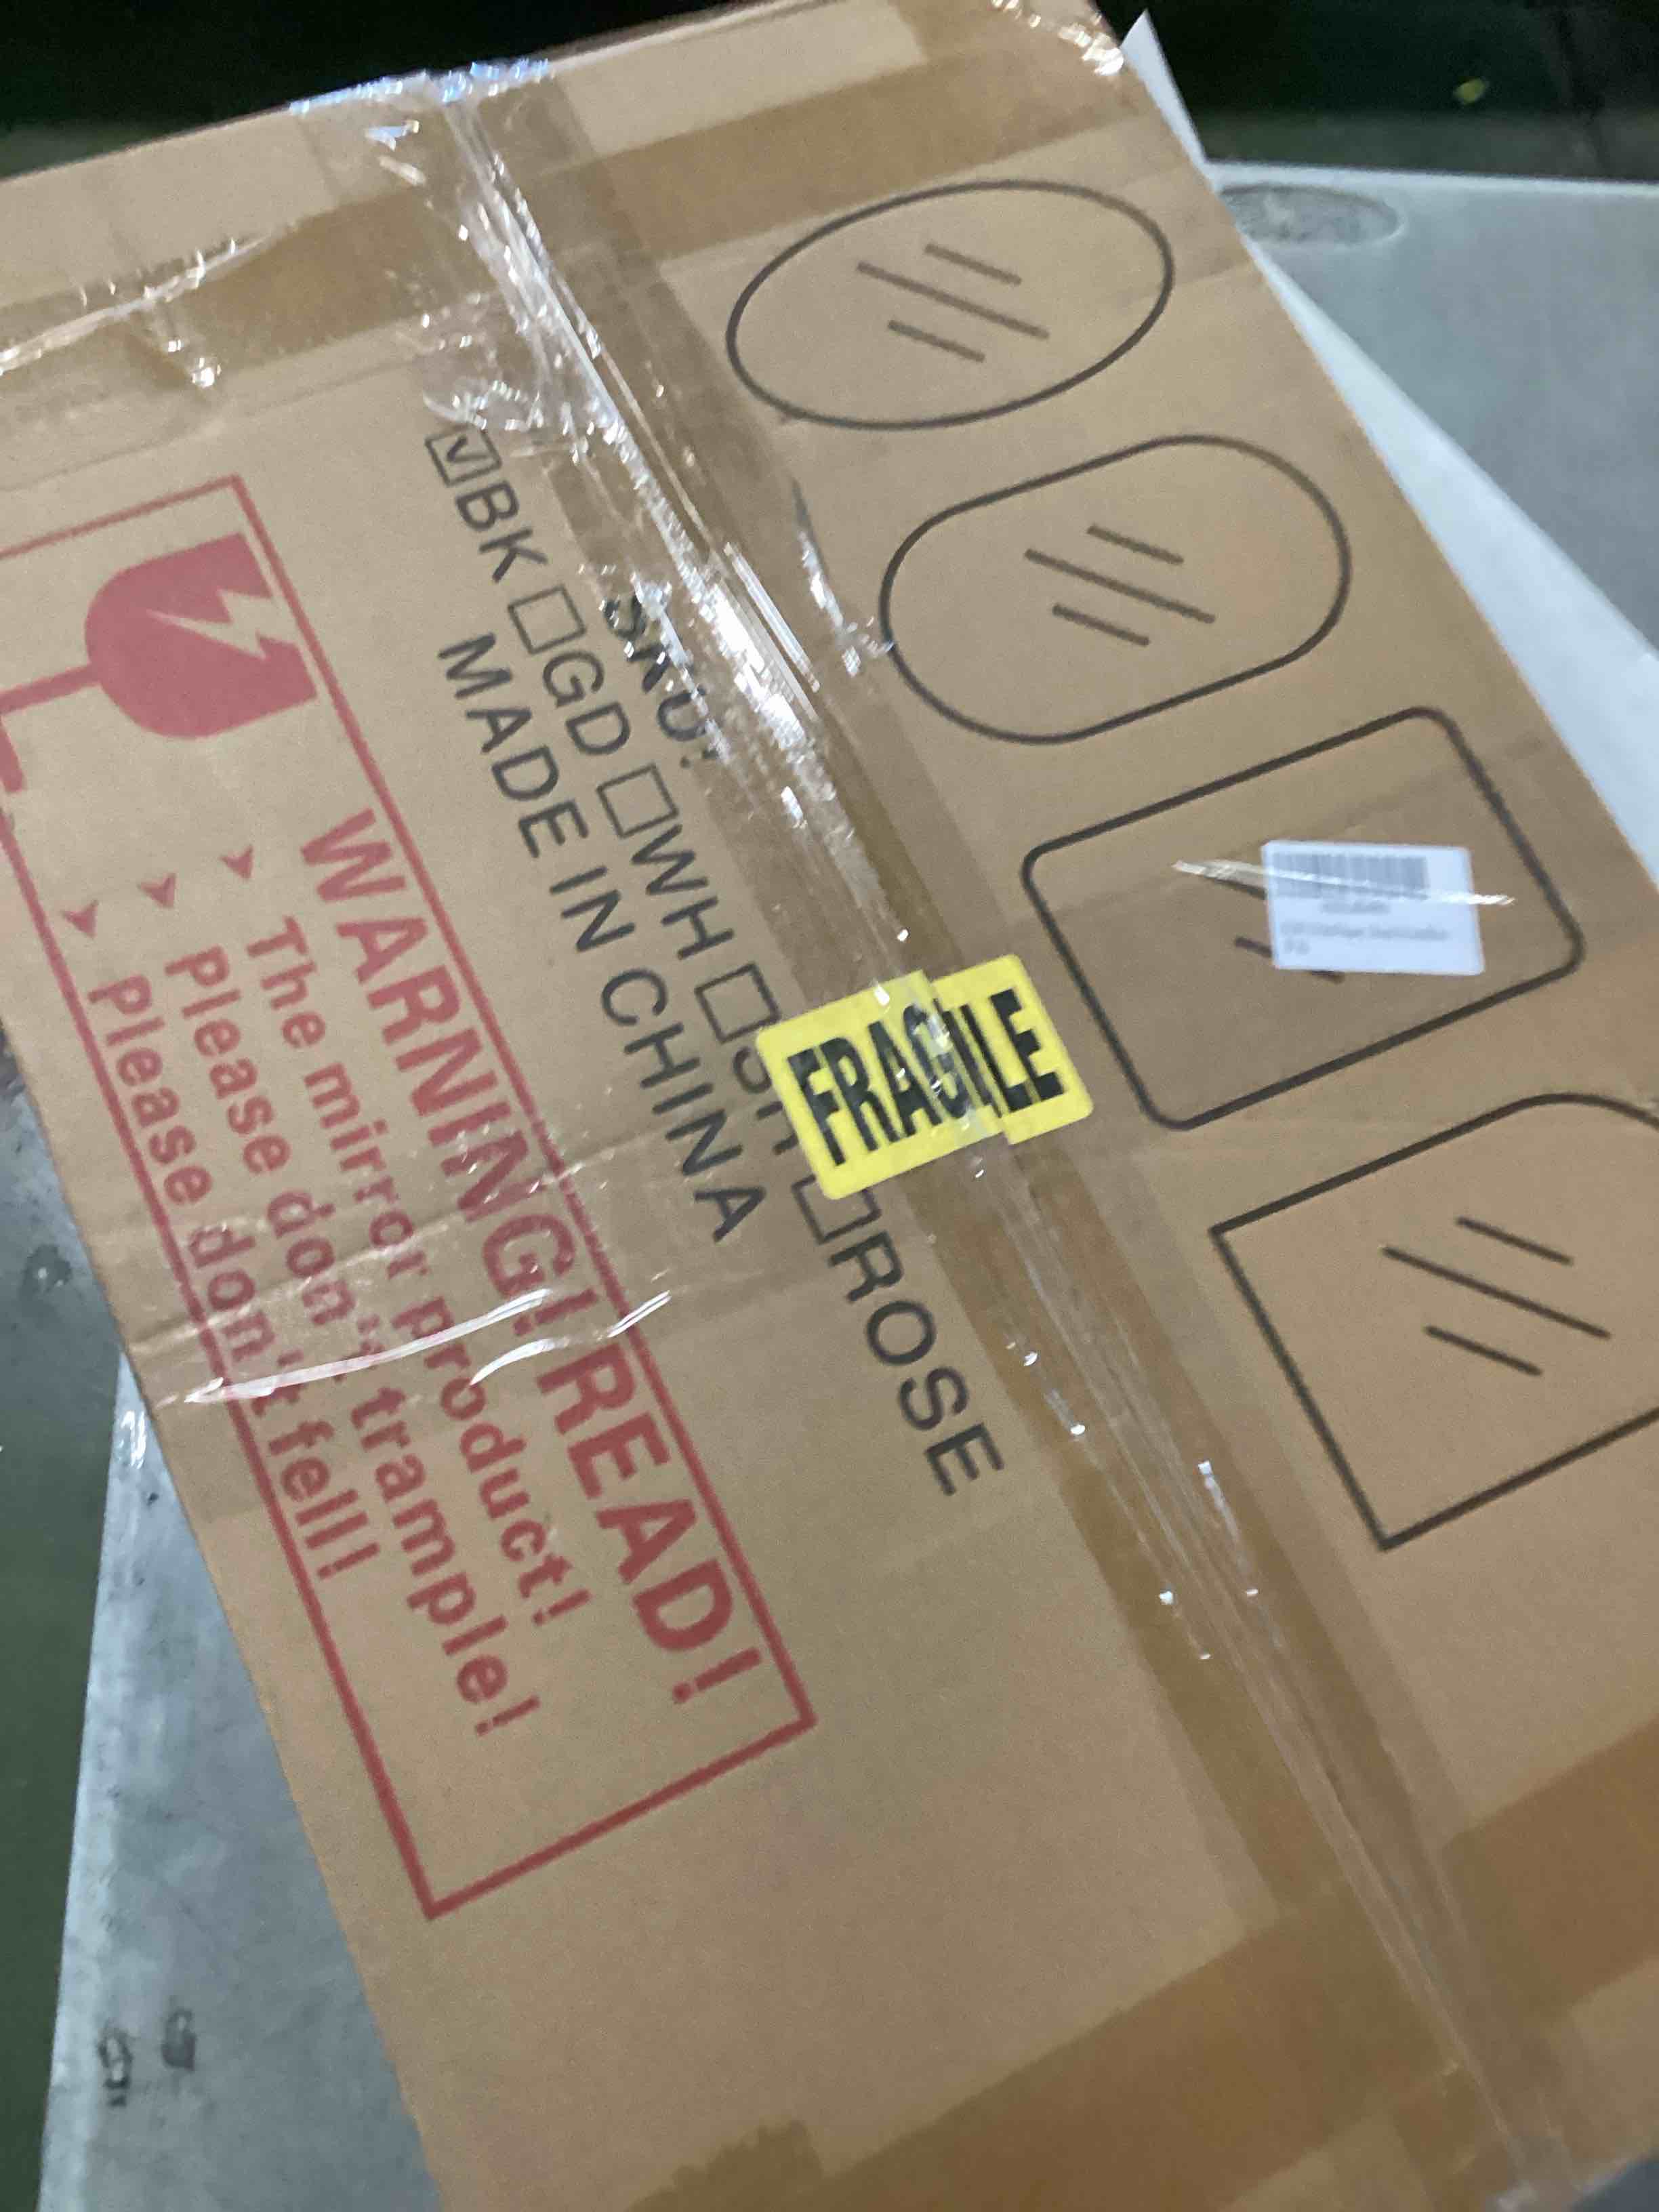 SKU:
☑BK □GD □WH □ □ROSE
MADE IN CHINA
FRAGILE
WARNING! READ!
➤ The mirror product!
➤ Please don't trample!
➤ Please don't fell!